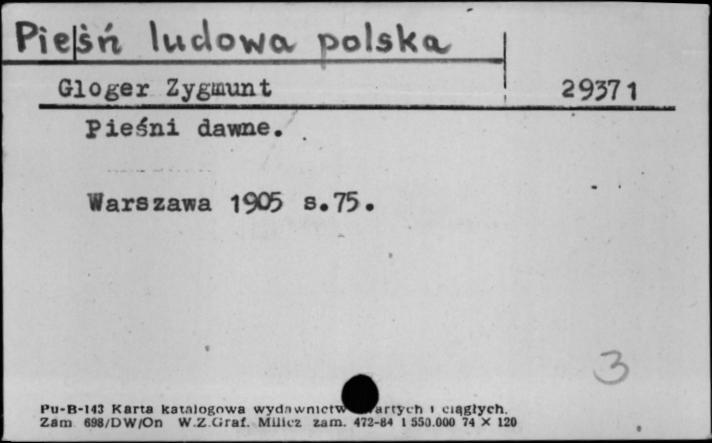 Pieśń ludowa polska
Gloger Zygmunt 29371
Pieśni dawne.
Warszawa 1905 s.75.
3
Pu-B-143 Karta katalogowa wydawnictw ciągłych.
Zam 698/DW/On W.Z.Graf. Milicz zam. 472-84 1 550.000 74 × 120